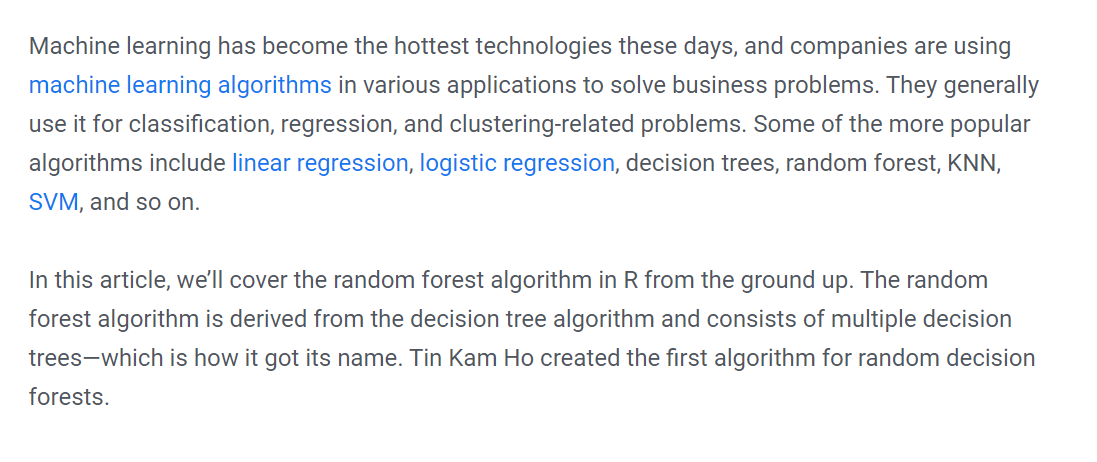 Machine learning has become the hottest technologies these days, and companies are using
machine learning algorithms in various applications to solve business problems. They generally
use it for classification, regression, and clustering-related problems. Some of the more popular
algorithms include linear regression, logistic regression, decision trees, random forest, KNN,
SVM, and so on.
In this article, we’ll cover the random forest algorithm in R from the ground up. The random
forest algorithm is derived from the decision tree algorithm and consists of multiple decision
trees—which is how it got its name. Tin Kam Ho created the first algorithm for random decision
forests.